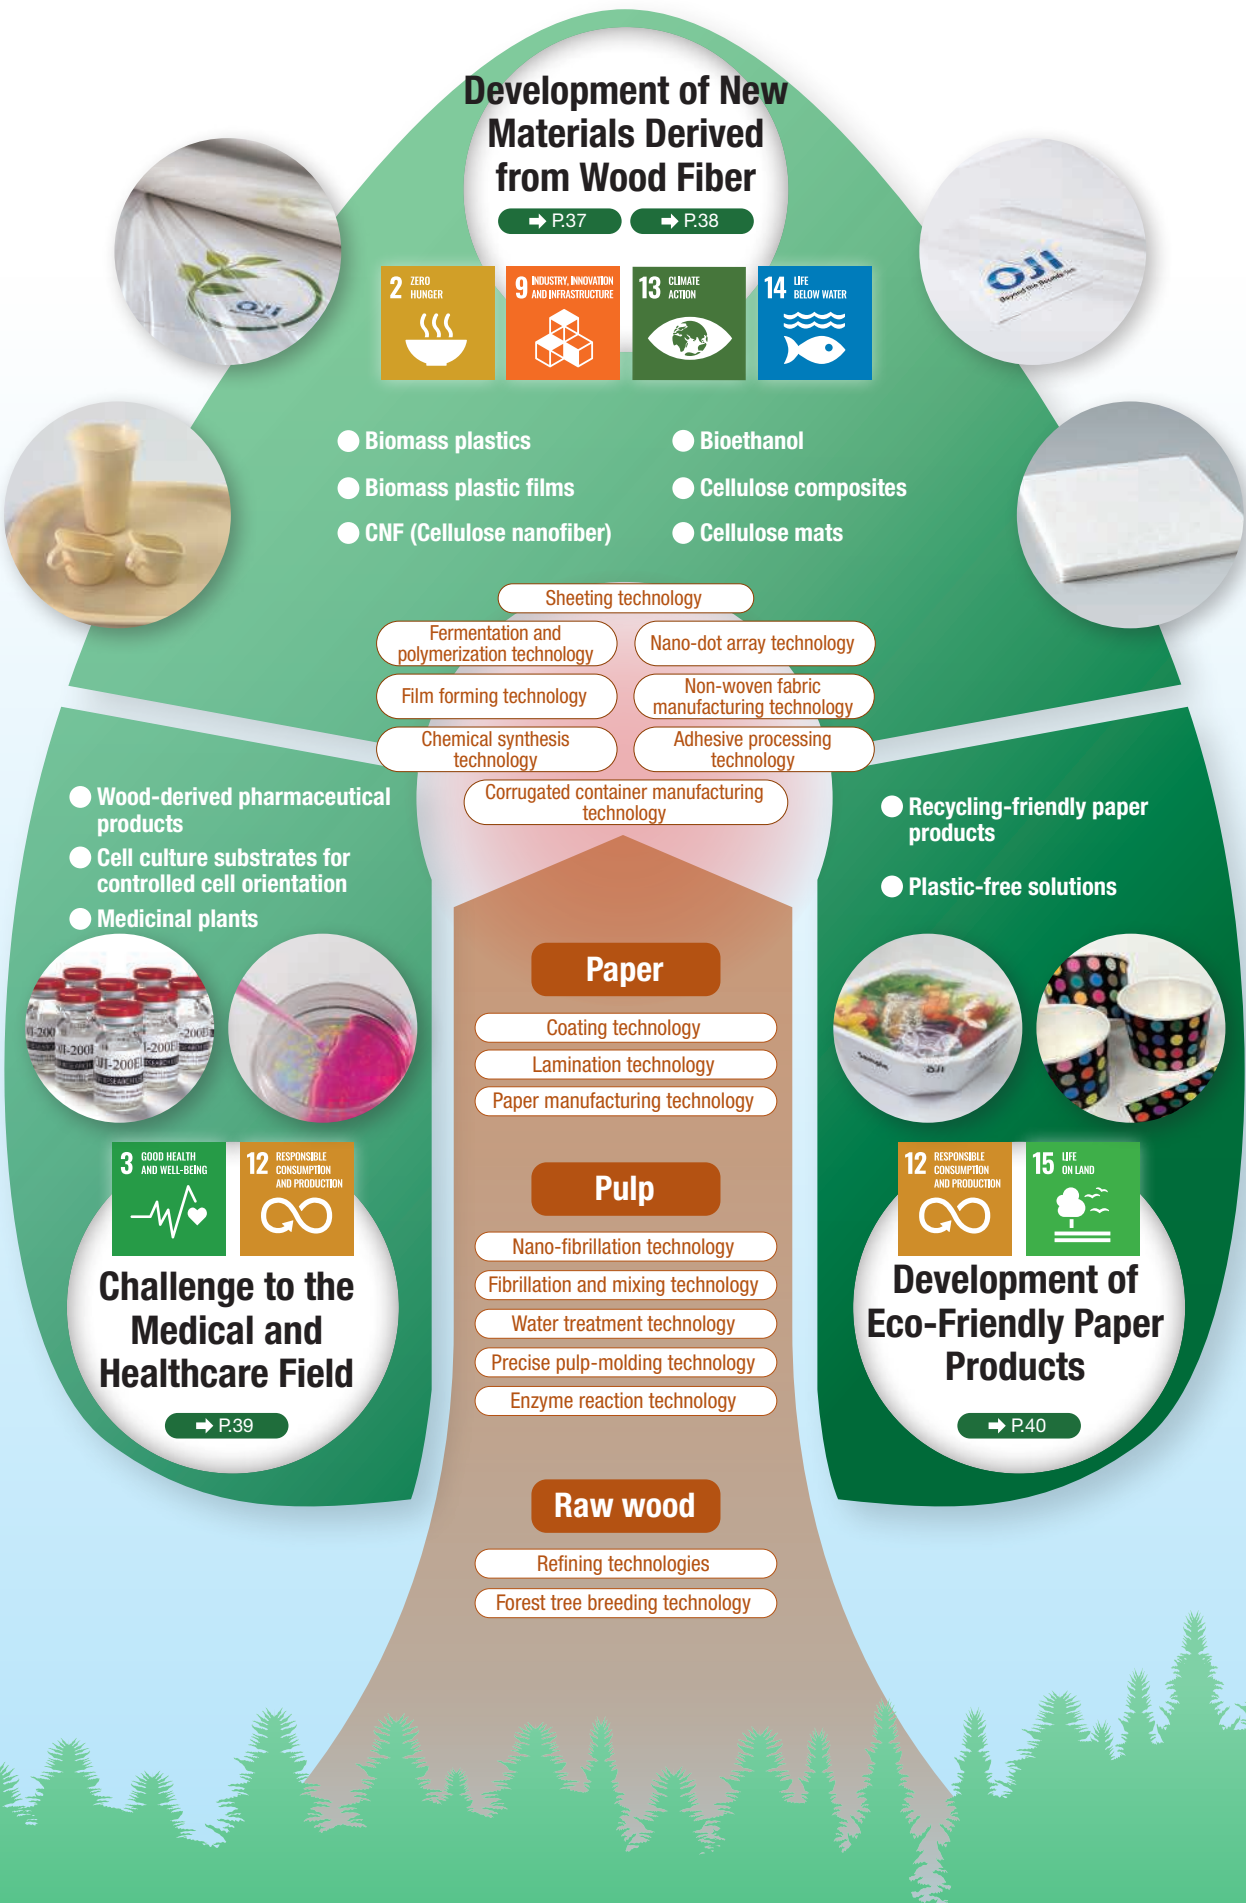 Development of New
Materials Derived
from Wood Fiber
➡ P.37
➡ P.38
OJI
OJI
Beyond the Boundaries
2 ZERO
HUNGER
9 INDUSTRY, INNOVATION
AND INFRASTRUCTURE
13 CLIMATE
ACTION
14 LIFE
BELOW WATER
Biomass plastics
Biomass plastic films
CNF (Cellulose nanofiber)
Bioethanol
Cellulose composites
Cellulose mats
Sheeting technology
Fermentation and
polymerization technology
Nano-dot array technology
Film forming technology
Non-woven fabric
manufacturing technology
Chemical synthesis
technology
Adhesive processing
technology
Corrugated container manufacturing
technology
Wood-derived pharmaceutical
products
Cell culture substrates for
controlled cell orientation
Medicinal plants
Recycling-friendly paper
products
Plastic-free solutions
Sample OJI
3 GOOD HEALTH
AND WELL-BEING
12 RESPONSIBLE
CONSUMPTION
AND PRODUCTION
Challenge to the
Medical and
Healthcare Field
➡ P.39
Paper
Coating technology
Lamination technology
Paper manufacturing technology
Pulp
Nano-fibrillation technology
Fibrillation and mixing technology
Water treatment technology
Precise pulp-molding technology
Enzyme reaction technology
Raw wood
Refining technologies
Forest tree breeding technology
12 RESPONSIBLE
CONSUMPTION
AND PRODUCTION
15 LIFE
ON LAND
Development of
Eco-Friendly Paper
Products
➡ P.40